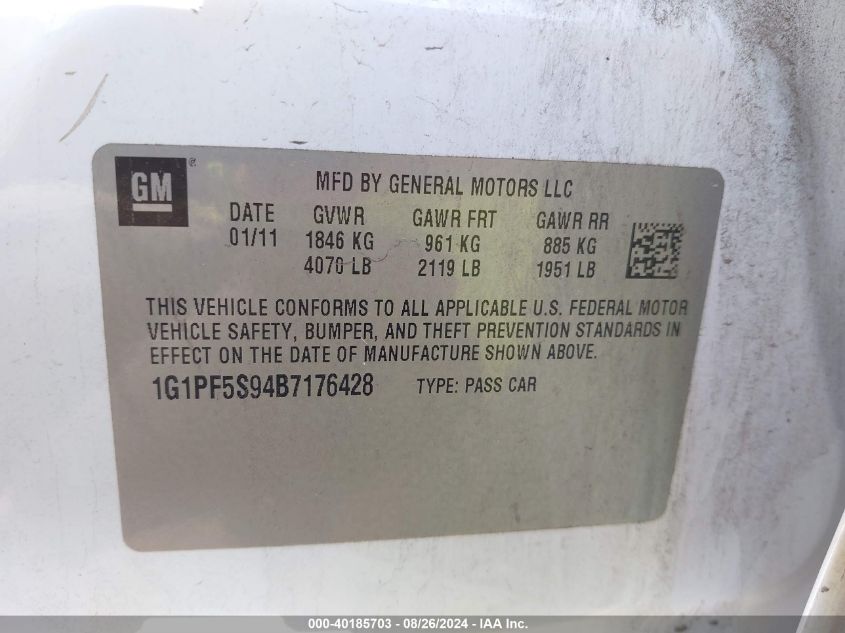 GM ®
MFD BY GENERAL MOTORS LLC
DATE GVWR GAWR FRT GAWR RR
01/11 1846 KG 961 KG 885 KG
4070 LB 2119 LB 1951 LB
THIS VEHICLE CONFORMS TO ALL APPLICABLE U.S. FEDERAL MOTOR
VEHICLE SAFETY, BUMPER, AND THEFT PREVENTION STANDARDS IN
EFFECT ON THE DATE OF MANUFACTURE SHOWN ABOVE.
1G1PF5S94B7176428 TYPE: PASS CAR
000-40185703 - 08/26/2024 - IAA Inc.